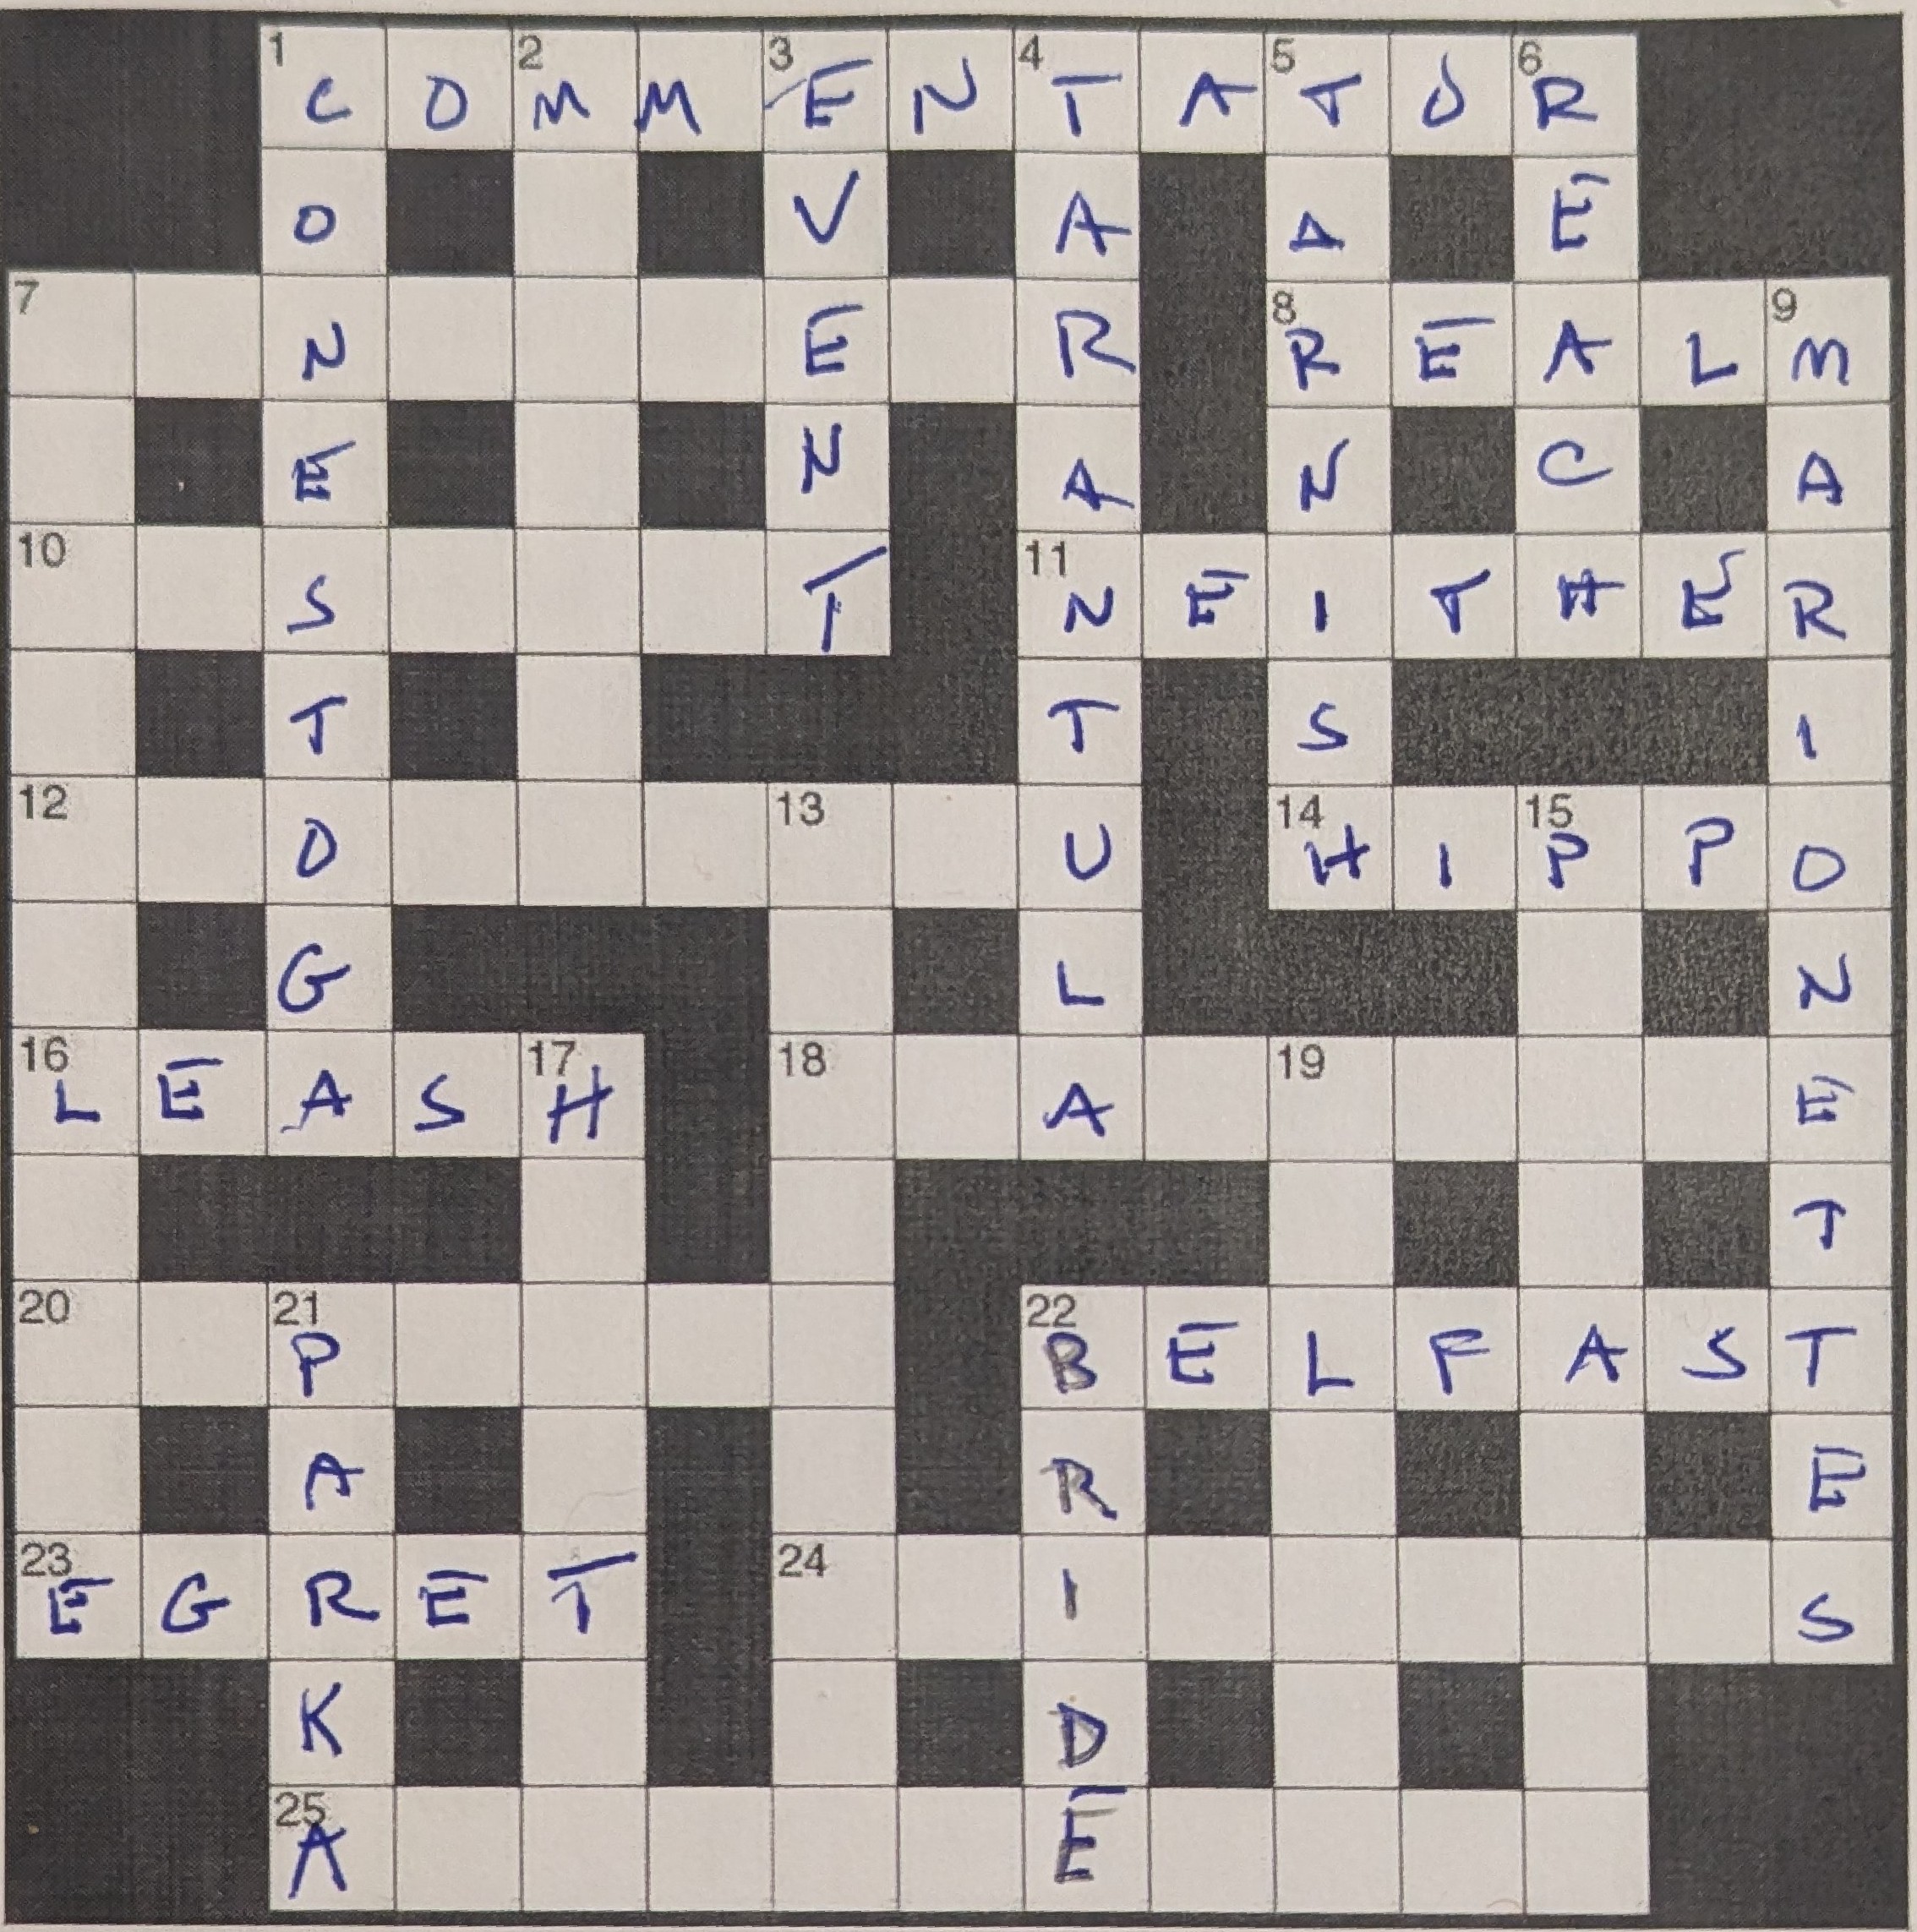 1 C O 2 M M 3 E N 4 T A 5 T O 6 R
O V A A E
7 N E R 8 R E A L 9 M
E N A N C A
10 S T 11 N E I T H E R
T T S I
12 O 13 U 14 H I 15 P P O
G L N
16 L E A S 17 H 18 A 19 E
T
20 21 P 22 B E L F A S T
A R E
23 E G R E T 24 I S
K D
25 A E